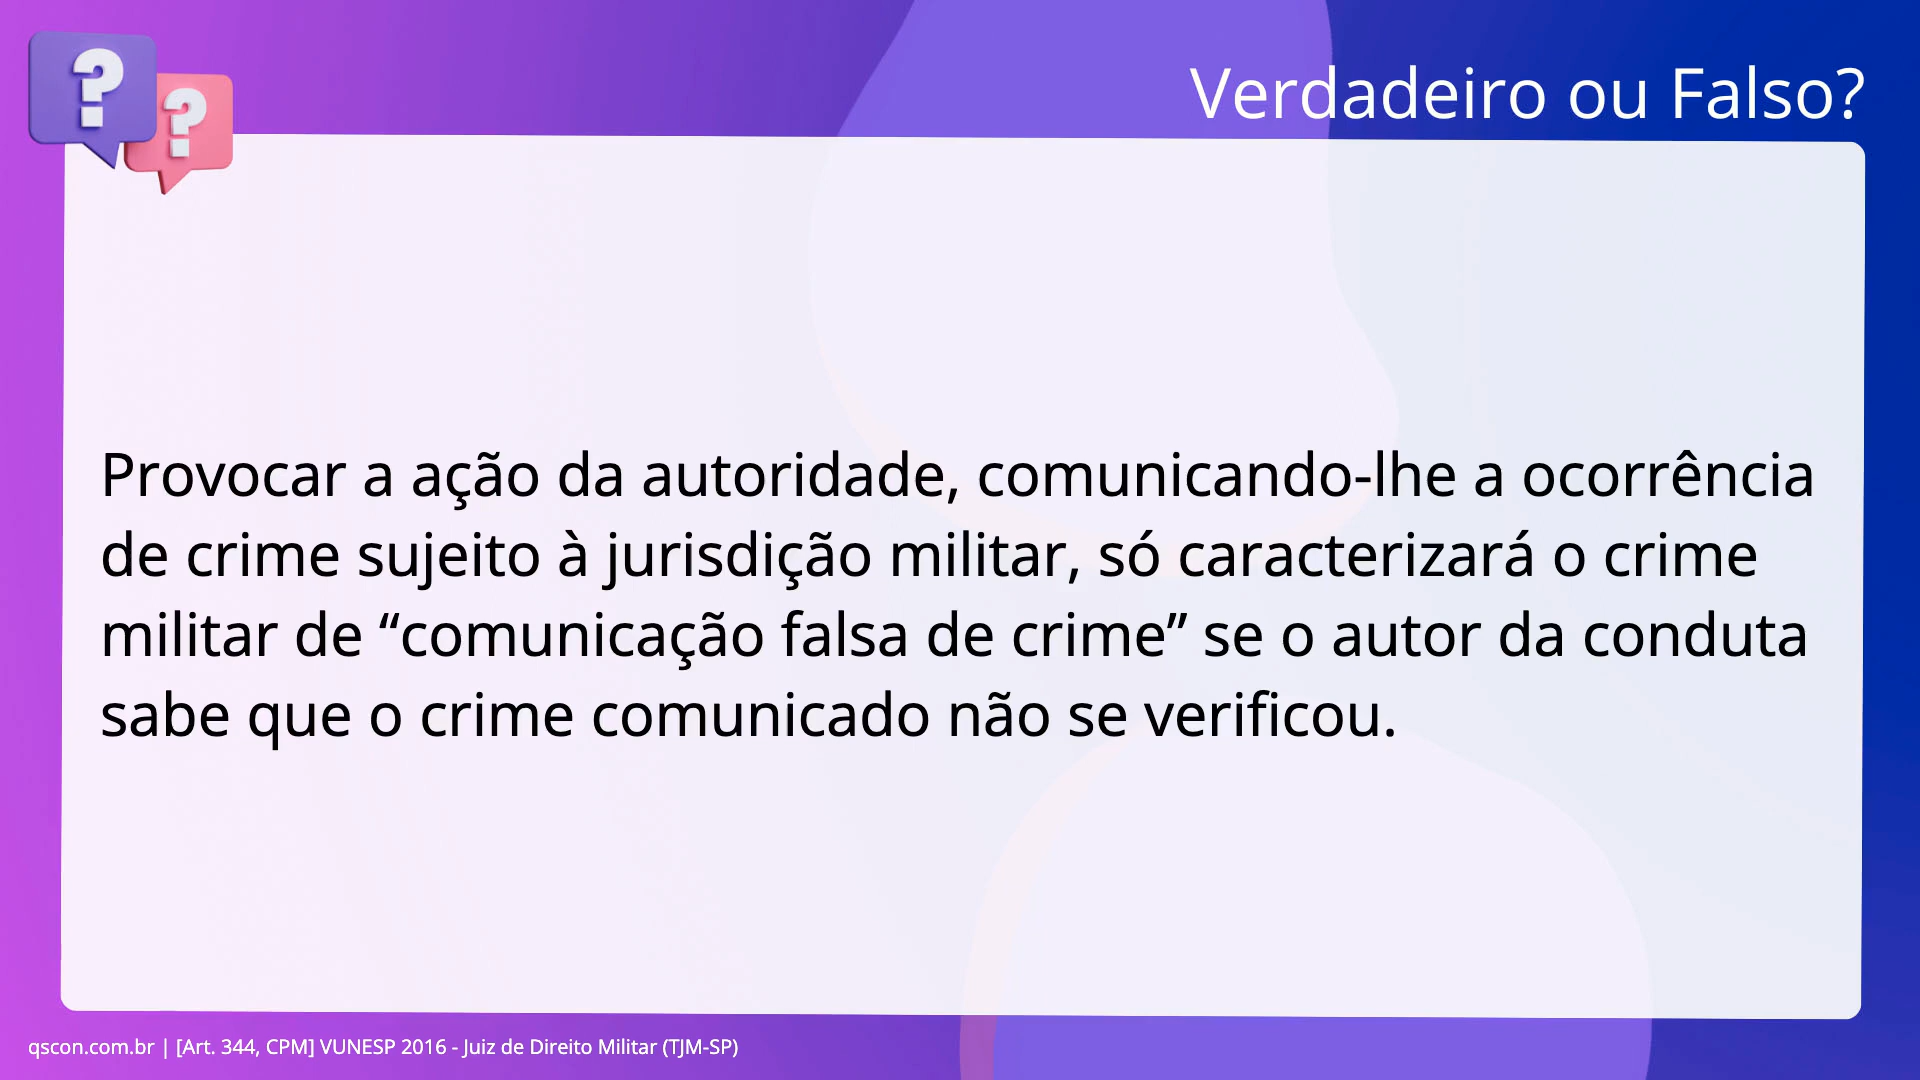 ? ?
Verdadeiro ou Falso?
Provocar a ação da autoridade, comunicando-lhe a ocorrência
de crime sujeito à jurisdição militar, só caracterizará o crime
militar de “comunicação falsa de crime” se o autor da conduta
sabe que o crime comunicado não se verificou.
qscon.com.br | [Art. 344, CPM] VUNESP 2016 - Juiz de Direito Militar (TJM-SP)